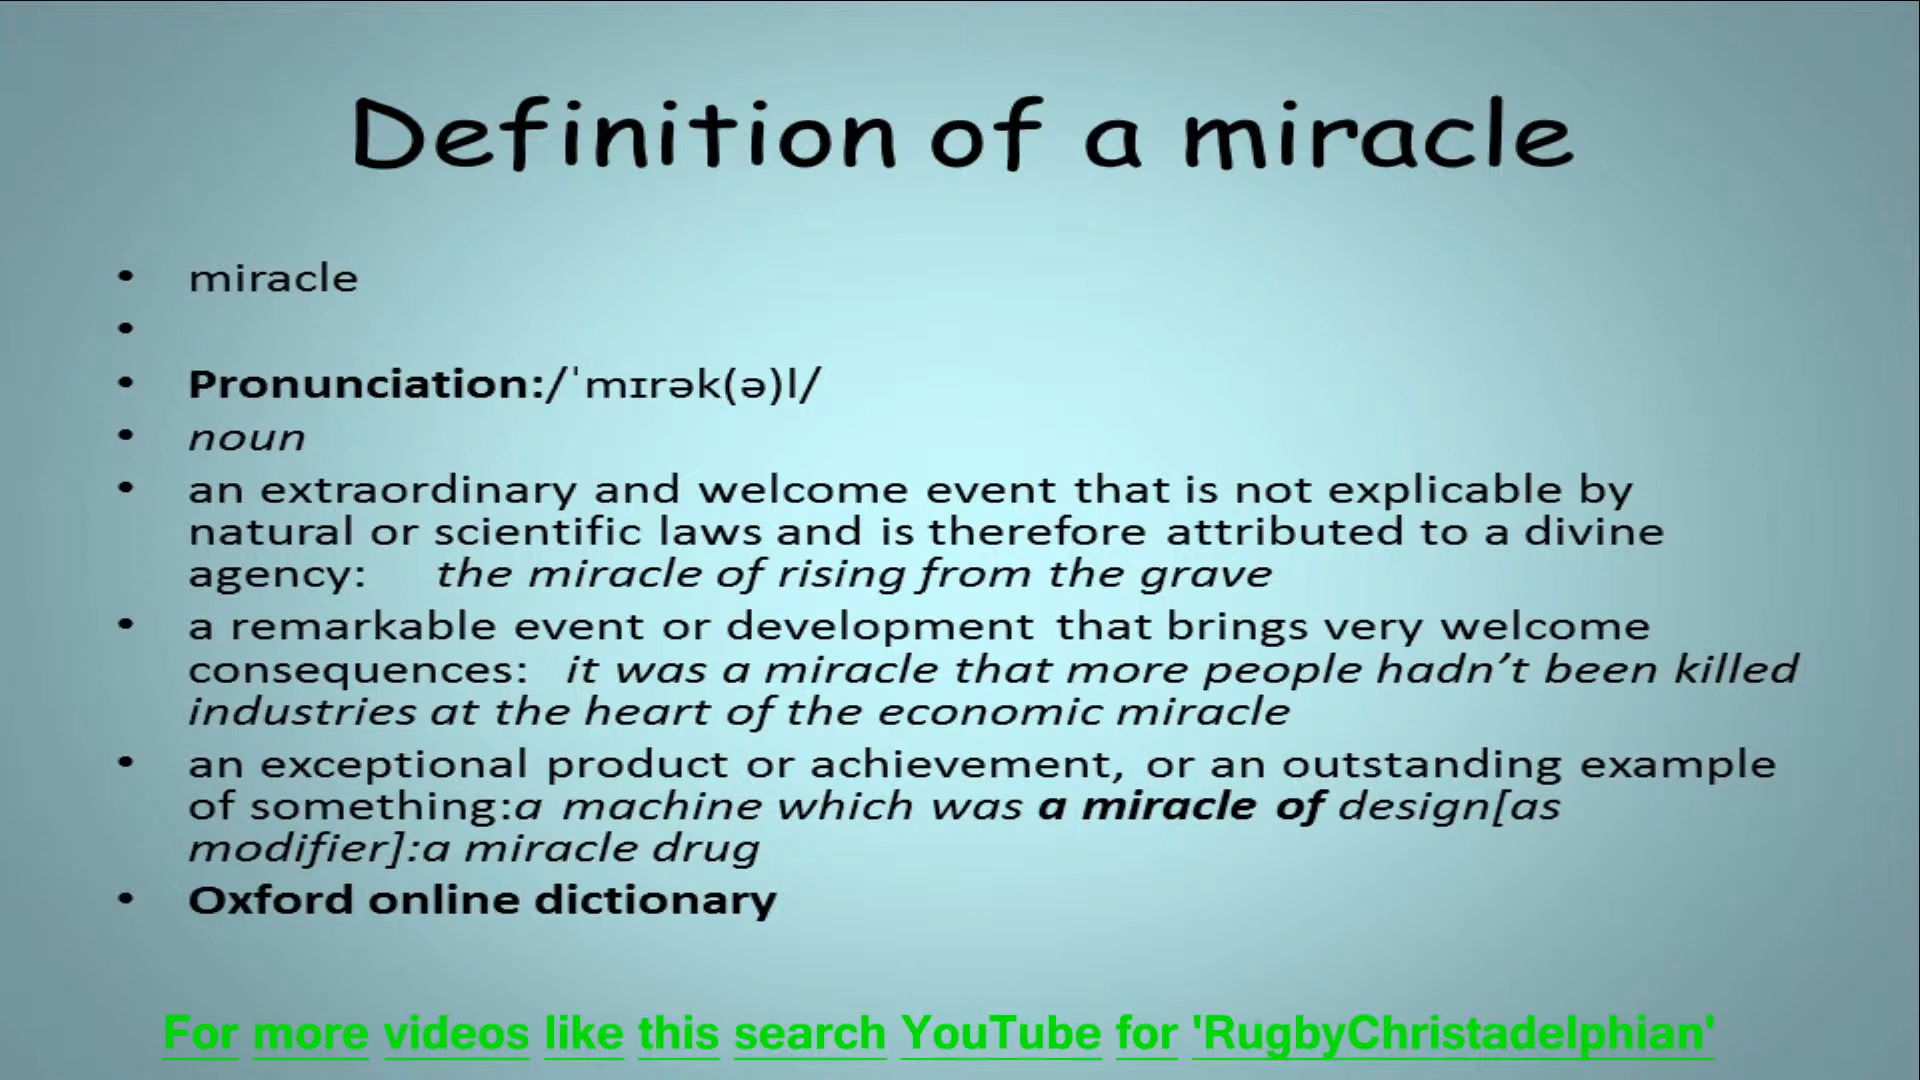 Definition of a miracle
• miracle
•
• Pronunciation:/ˈmɪrək(ə)l/
• noun
• an extraordinary and welcome event that is not explicable by
natural or scientific laws and is therefore attributed to a divine
agency: the miracle of rising from the grave
• a remarkable event or development that brings very welcome
consequences: it was a miracle that more people hadn’t been killed
industries at the heart of the economic miracle
• an exceptional product or achievement, or an outstanding example
of something:a machine which was a miracle of design[as
modifier]:a miracle drug
• Oxford online dictionary
For more videos like this search YouTube for 'RugbyChristadelphian'